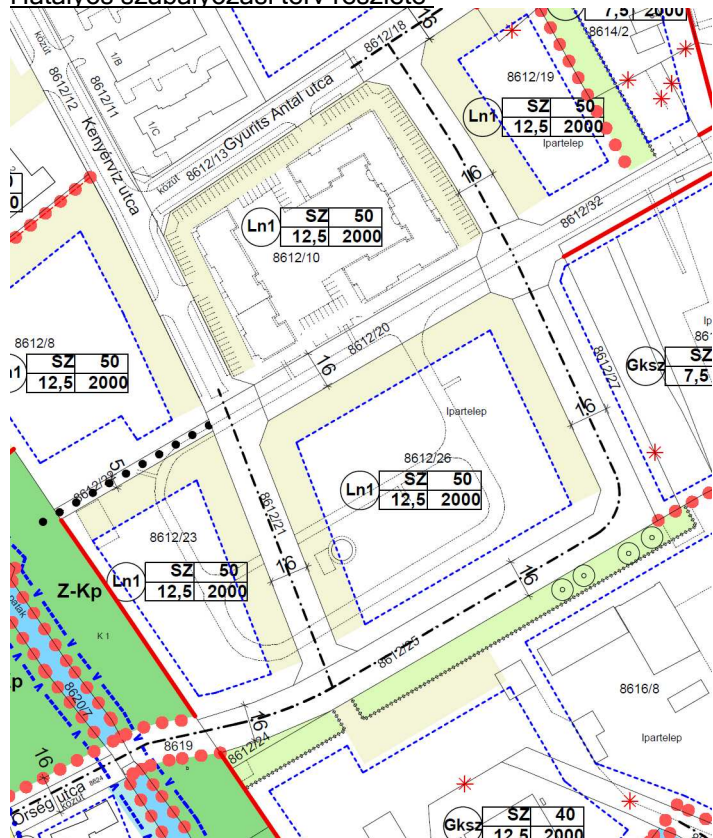 Hatályos szabályozási terv részlete
8612/18
16
7,5 2000
8614/2
közút
1/B
8612/12
8612/11
8612/19
Ln1
SZ 50
12,5 2000
Ipartelep
Gyurits Antal utca
Kenyérvíz utca
1/C
8612/13
közút
16
8612/32
Ln1
SZ 50
12,5 2000
8612/10
8612/8
SZ 50
12,5 2000
8612/20
16
8612/27
Gksz
SZ
7,5
Ipartelep
16
8612/26
Ln1
SZ 50
12,5 2000
5
8612/22
8612/21
8612/23
16
Ln1
SZ 50
12,5 2000
Z-Kp
K 1
patak
8620/7
16
8612/25
8616/8
Ipartelep
16
8619
8612/24
16
Őrség utca
közút
Gksz
SZ 40
12,5 2000